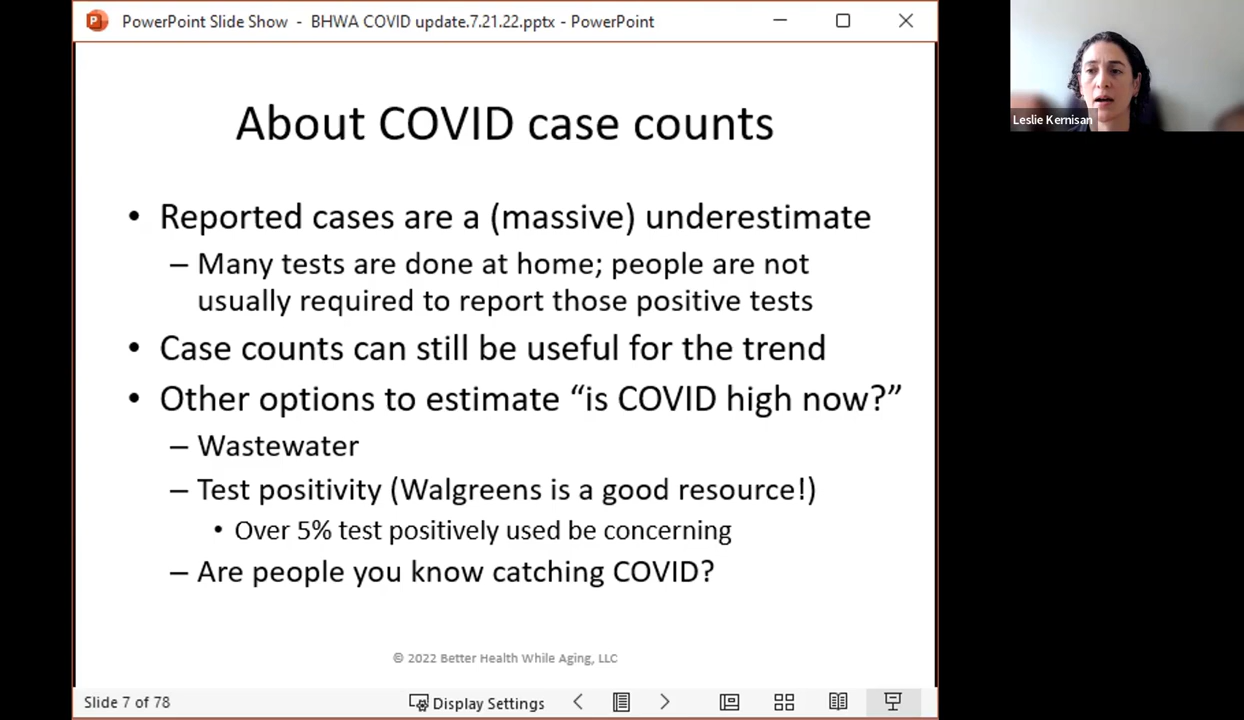 PowerPoint Slide Show - BHWA COVID update.7.21.22.pptx - PowerPoint
Leslie Kernisan
About COVID case counts
• Reported cases are a (massive) underestimate
– Many tests are done at home; people are not
usually required to report those positive tests
• Case counts can still be useful for the trend
• Other options to estimate “is COVID high now?”
– Wastewater
– Test positivity (Walgreens is a good resource!)
• Over 5% test positively used be concerning
– Are people you know catching COVID?
© 2022 Better Health While Aging, LLC
Slide 7 of 78
Display Settings